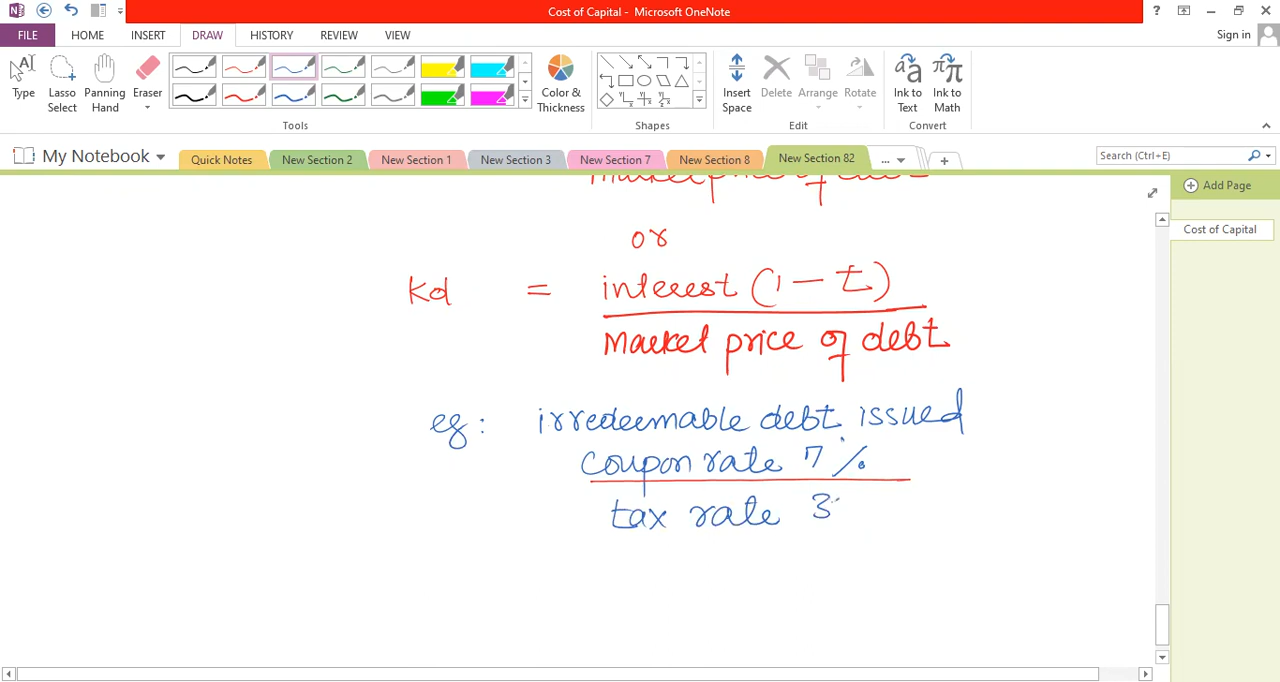 Cost of Capital - Microsoft OneNote
?
FILE HOME INSERT DRAW HISTORY REVIEW VIEW
Sign in
Type
Lasso Select
Panning Hand
Eraser
Color & Thickness
Insert Space
Delete
Arrange
Rotate
Ink to Text
Ink to Math
Tools
Shapes
Edit
Convert
My Notebook
Quick Notes
New Section 2
New Section 1
New Section 3
New Section 7
New Section 8
New Section 82
...
Search (Ctrl+E)
Add Page
Cost of Capital
or
Kd = interest (1 - t)
Market price of debt
eg: irredeemable debt issued
coupon rate 7%
tax rate 3